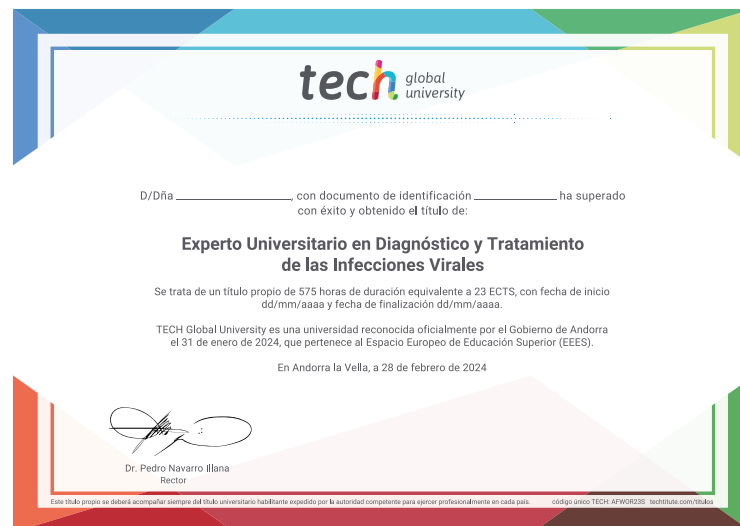 tech global university
D/Dña ____________, con documento de identificación ____________ ha superado
con éxito y obtenido el título de:
Experto Universitario en Diagnóstico y Tratamiento
de las Infecciones Virales
Se trata de un título propio de 575 horas de duración equivalente a 23 ECTS, con fecha de inicio
dd/mm/aaaa y fecha de finalización dd/mm/aaaa.
TECH Global University es una universidad reconocida oficialmente por el Gobierno de Andorra
el 31 de enero de 2024, que pertenece al Espacio Europeo de Educación Superior (EEES).
En Andorra la Vella, a 28 de febrero de 2024
Dr. Pedro Navarro Illana
Rector
Este título propio se deberá acompañar siempre del título universitario habilitante expedido por la autoridad competente para ejercer profesionalmente en cada país. código único TECH: AFWOR23S techtitute.com/titulos